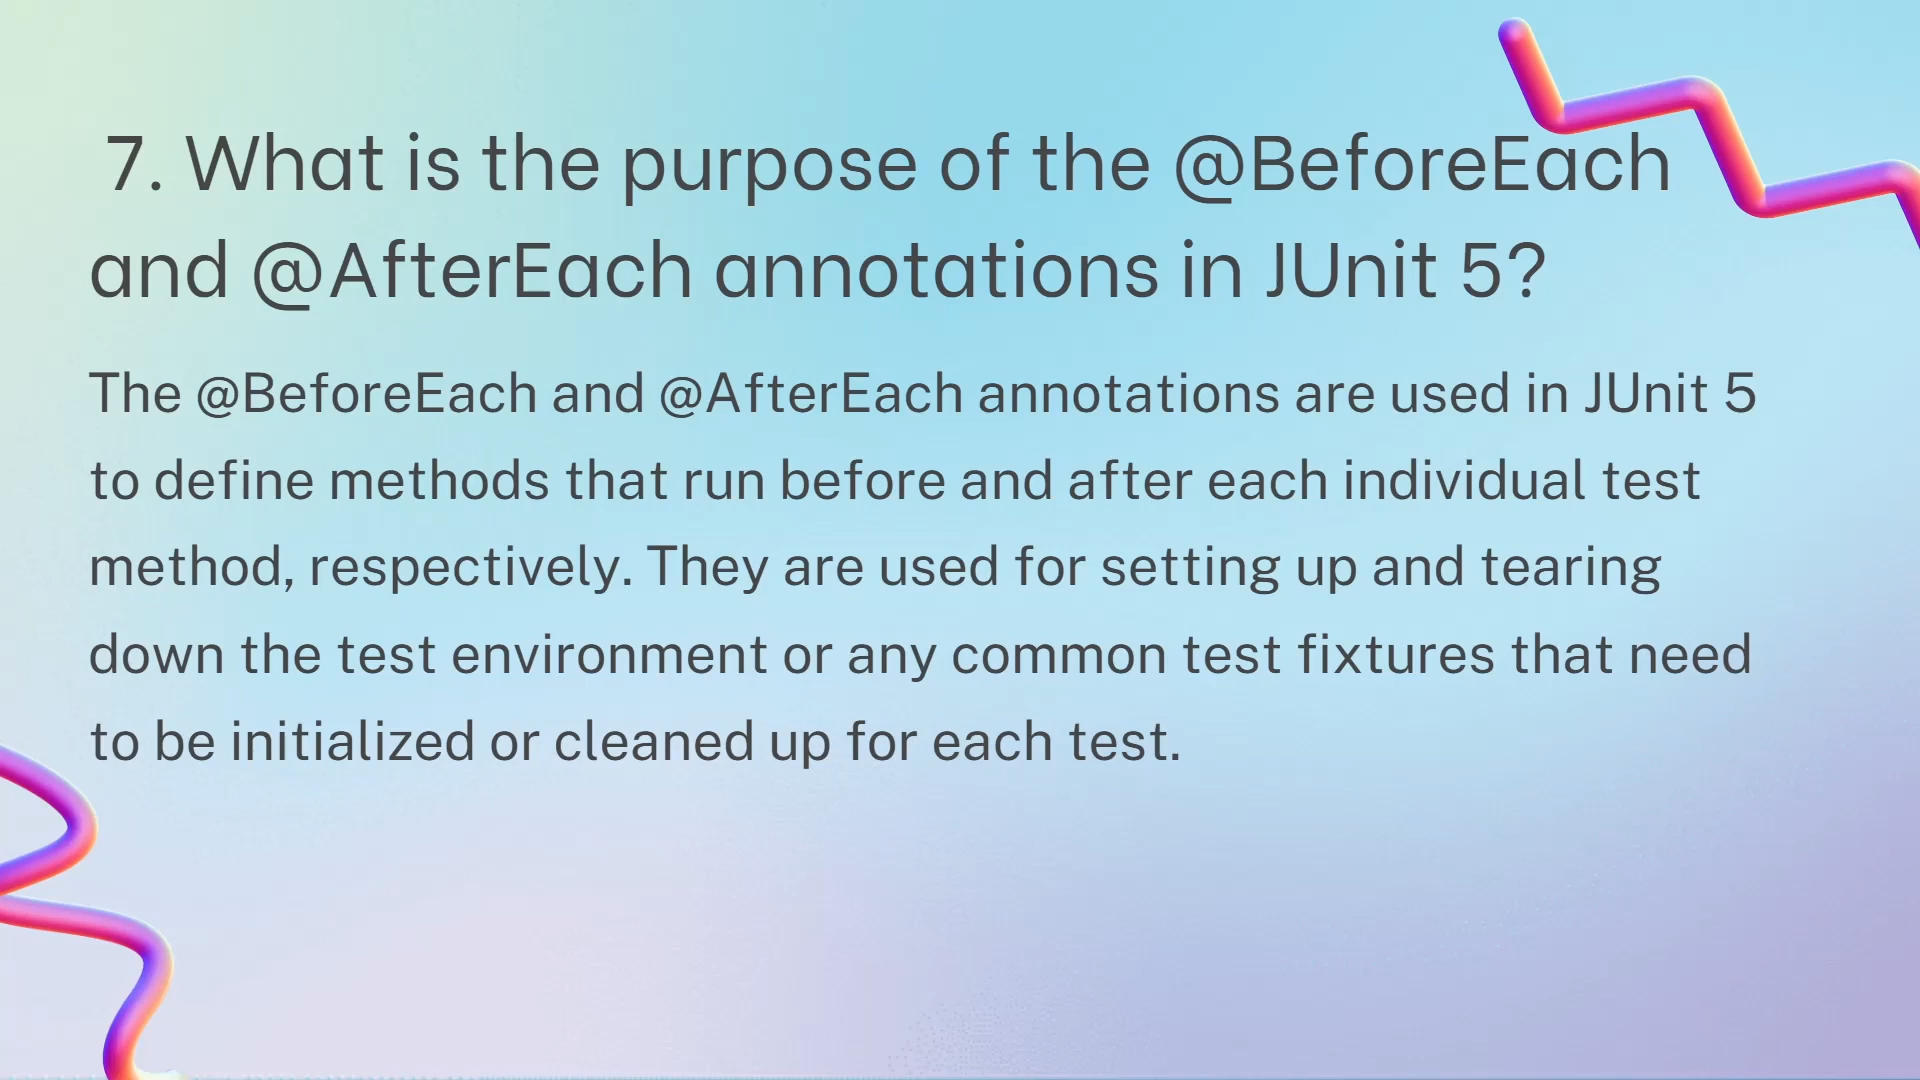 7. What is the purpose of the @BeforeEach
and @AfterEach annotations in JUnit 5?
The @BeforeEach and @AfterEach annotations are used in JUnit 5
to define methods that run before and after each individual test
method, respectively. They are used for setting up and tearing
down the test environment or any common test fixtures that need
to be initialized or cleaned up for each test.